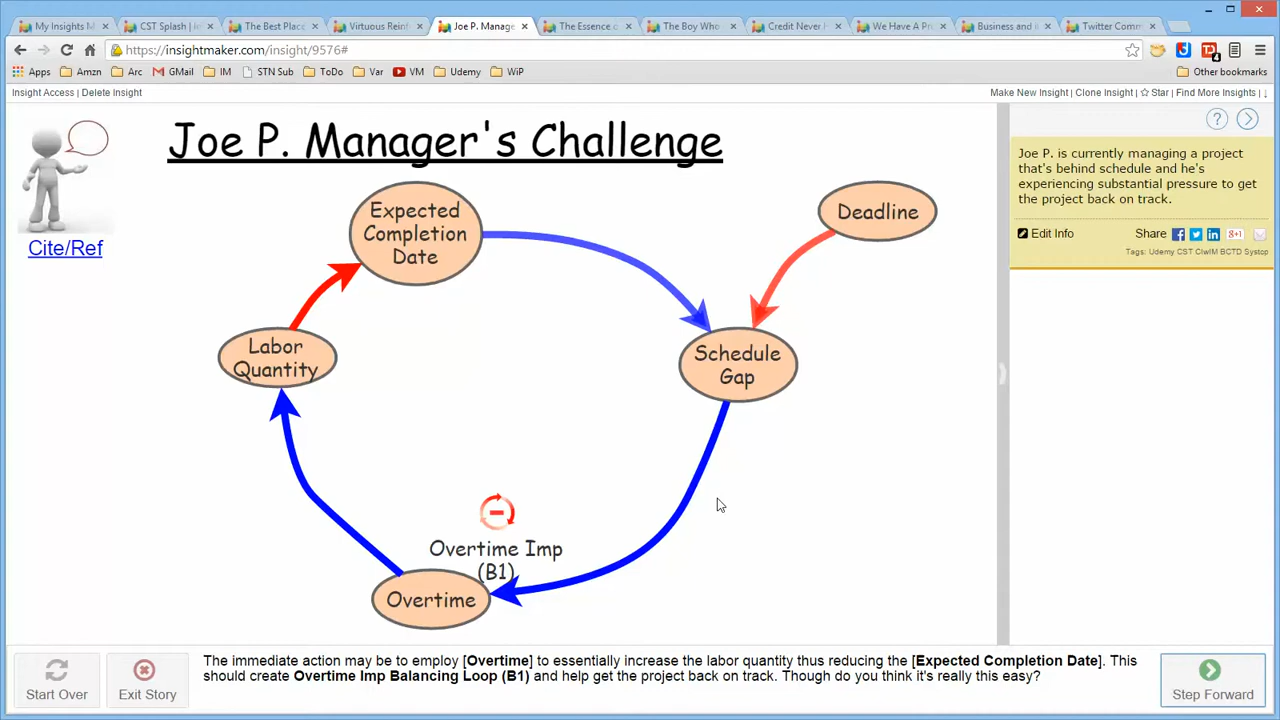 My Insights M
CST Splash | In
The Best Place
Virtuous Reinf
Joe P. Manage
The Essence o
The Boy Who
Credit Never H
We Have A Pr
Business and I
Twitter Comm
https://insightmaker.com/insight/9576#
4
Apps
Amzn
Arc
GMail
IM
STN Sub
ToDo
Var
VM
Udemy
WiP
Other bookmarks
Insight Access | Delete Insight
Make New Insight | Clone Insight | Star | Find More Insights | ↓
Joe P. Manager's Challenge
Cite/Ref
Expected
Completion
Date
Deadline
Labor
Quantity
Schedule
Gap
Overtime Imp
(B1)
Overtime
Joe P. is currently managing a project
that's behind schedule and he's
experiencing substantial pressure to get
the project back on track.
Edit Info
Share
Tags: Udemy CST CIwIM BCTD Systop
Start Over
Exit Story
The immediate action may be to employ [Overtime] to essentially increase the labor quantity thus reducing the [Expected Completion Date]. This
should create Overtime Imp Balancing Loop (B1) and help get the project back on track. Though do you think it's really this easy?
Step Forward